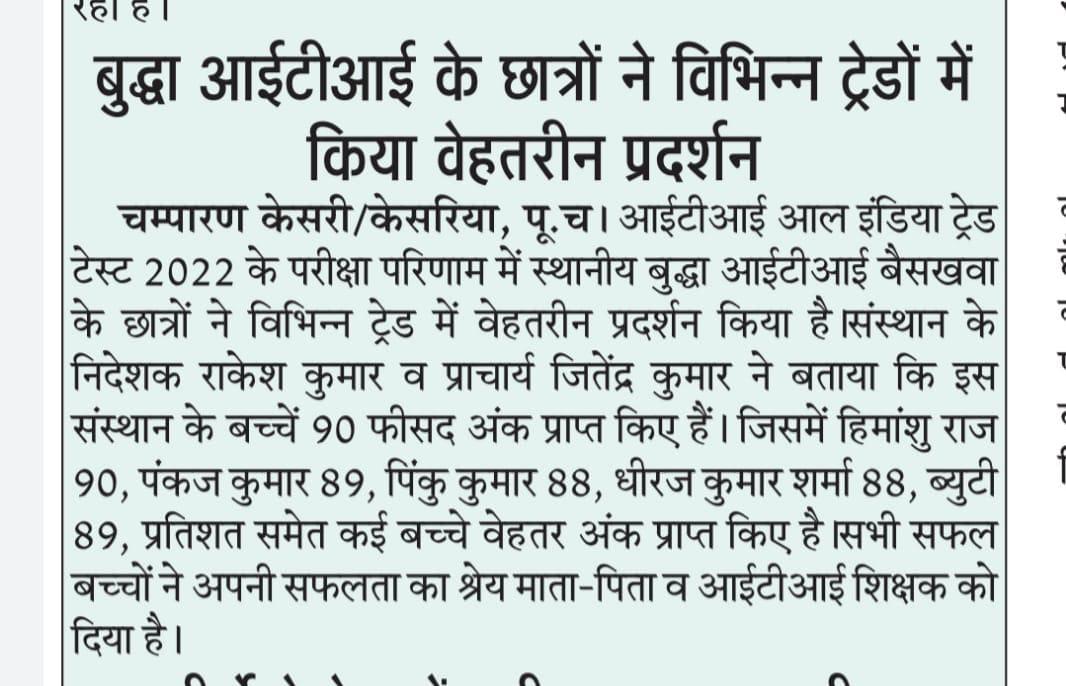 रहा है।
बुद्धा आईटीआई के छात्रों ने विभिन्न ट्रेडों में
किया वेहतरीन प्रदर्शन
चम्पारण केसरी/केसरिया, पू.च। आईटीआई आल इंडिया ट्रेड
टेस्ट 2022 के परीक्षा परिणाम में स्थानीय बुद्धा आईटीआई बैसखवा
के छात्रों ने विभिन्न ट्रेड में वेहतरीन प्रदर्शन किया है।संस्थान के
निदेशक राकेश कुमार व प्राचार्य जितेंद्र कुमार ने बताया कि इस
संस्थान के बच्चें 90 फीसद अंक प्राप्त किए हैं। जिसमें हिमांशु राज
90, पंकज कुमार 89, पिंकु कुमार 88, धीरज कुमार शर्मा 88, ब्युटी
89, प्रतिशत समेत कई बच्चे वेहतर अंक प्राप्त किए है।सभी सफल
बच्चों ने अपनी सफलता का श्रेय माता-पिता व आईटीआई शिक्षक को
दिया है।